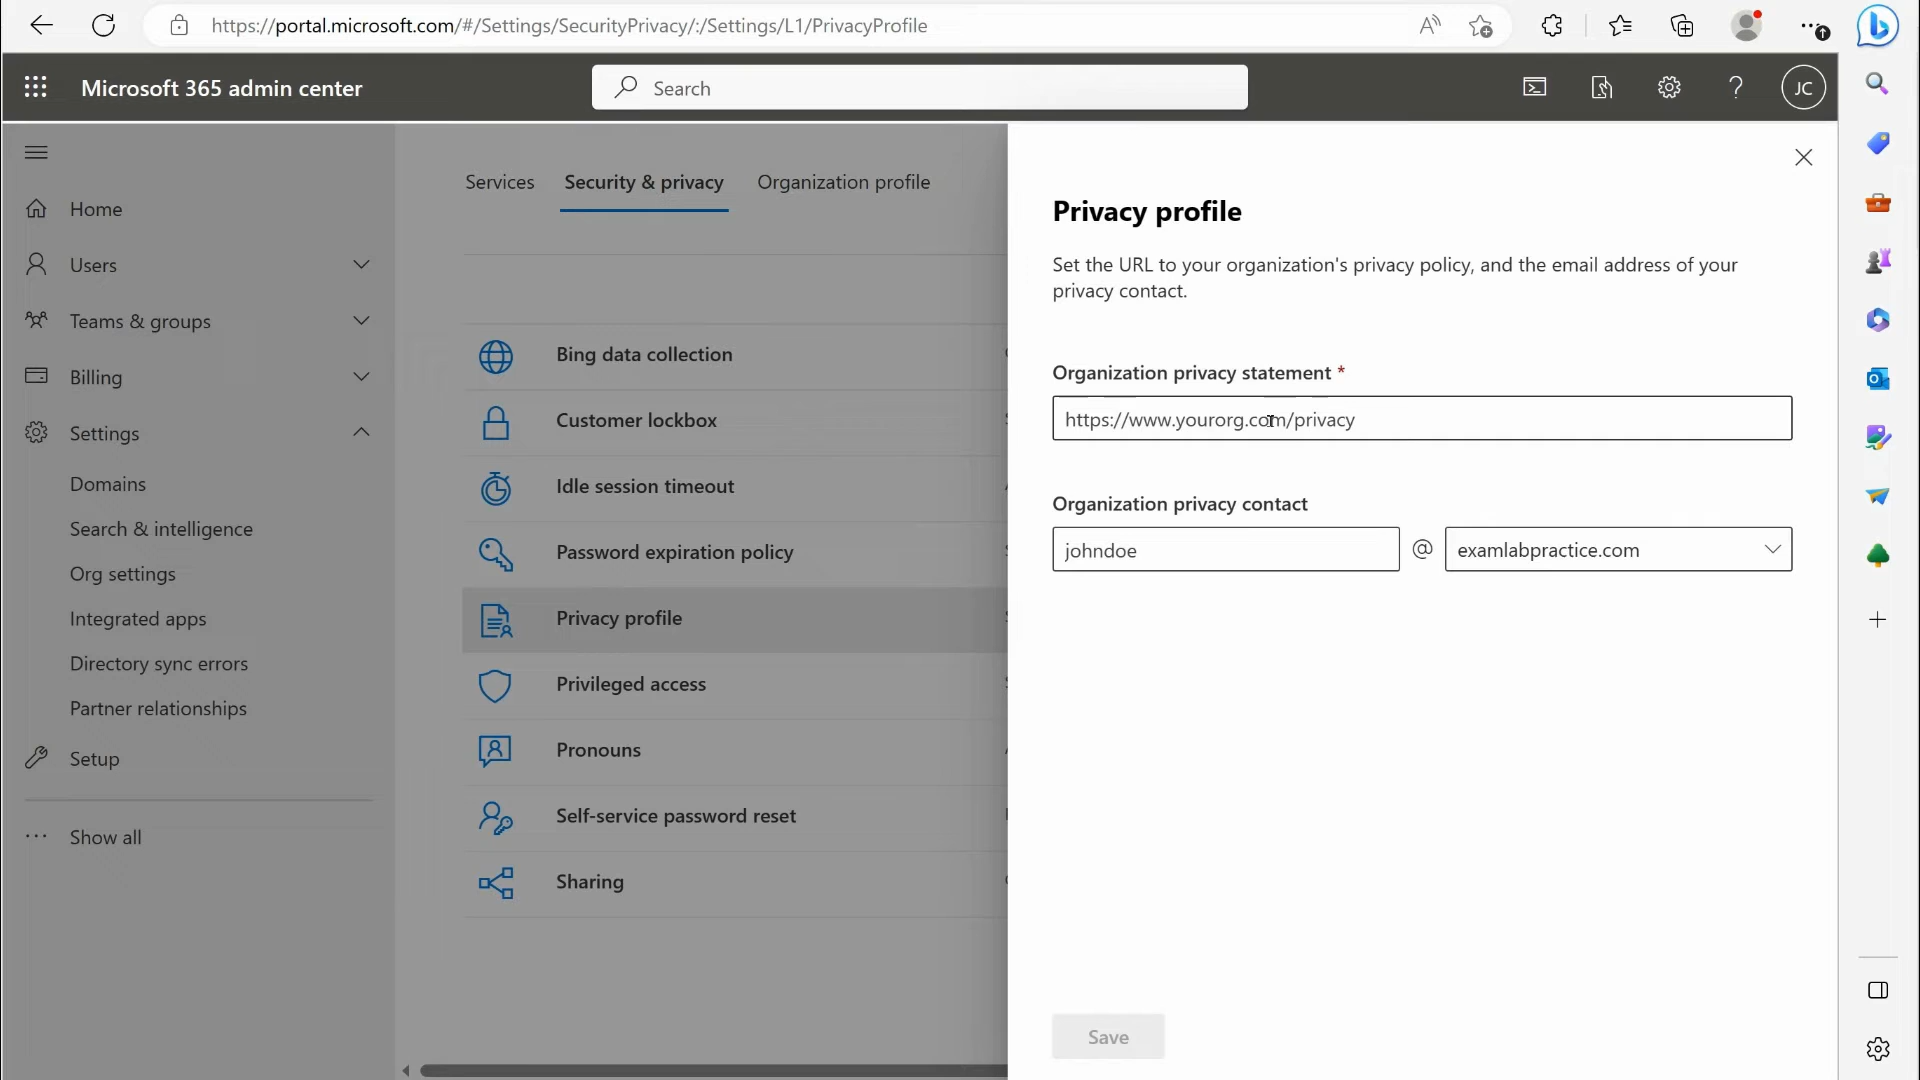 https://portal.microsoft.com/#/Settings/SecurityPrivacy/:/Settings/L1/PrivacyProfile
Microsoft 365 admin center
Search
JC
Home
Users
Teams & groups
Billing
Settings
Domains
Search & intelligence
Org settings
Integrated apps
Directory sync errors
Partner relationships
Setup
Show all
Services
Security & privacy
Organization profile
Bing data collection
Customer lockbox
Idle session timeout
Password expiration policy
Privacy profile
Privileged access
Pronouns
Self-service password reset
Sharing
Privacy profile
Set the URL to your organization's privacy policy, and the email address of your
privacy contact.
Organization privacy statement *
https://www.yourorg.com/privacy
Organization privacy contact
johndoe @ examlabpractice.com
Save